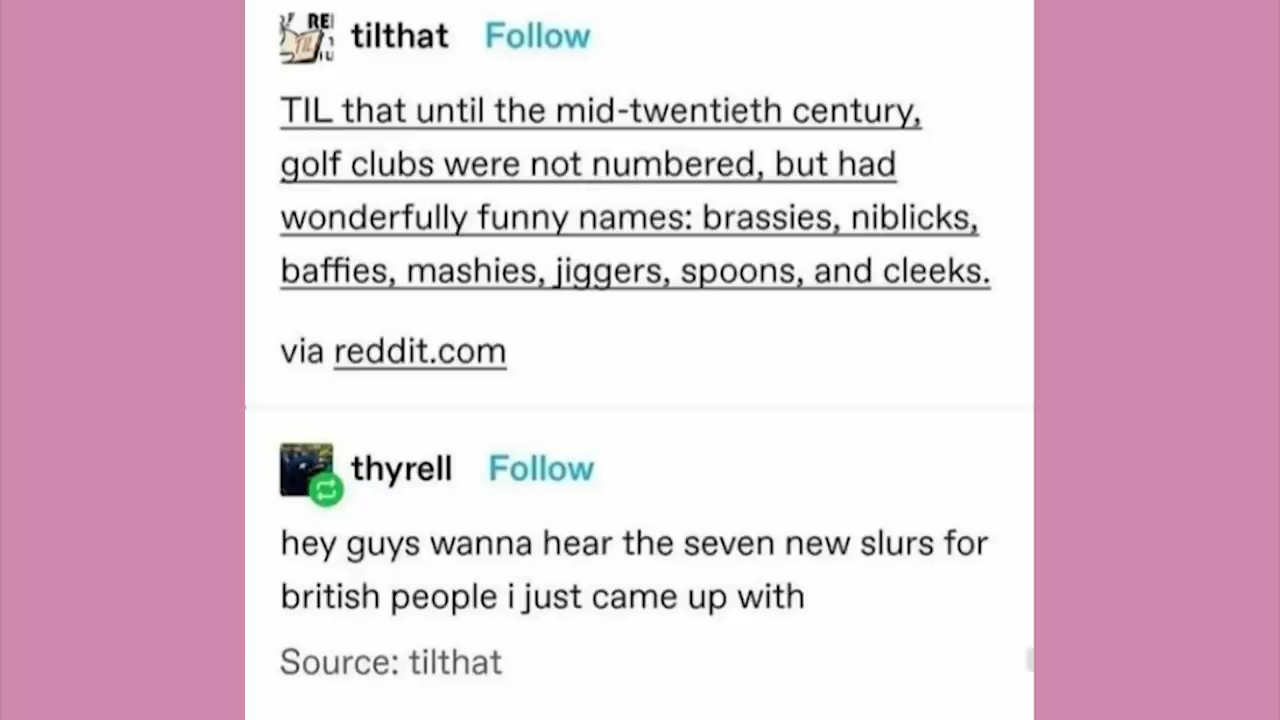 tilthat Follow
TIL that until the mid-twentieth century,
golf clubs were not numbered, but had
wonderfully funny names: brassies, niblicks,
baffies, mashies, jiggers, spoons, and cleeks.
via reddit.com
thyrell Follow
hey guys wanna hear the seven new slurs for
british people i just came up with
Source: tilthat